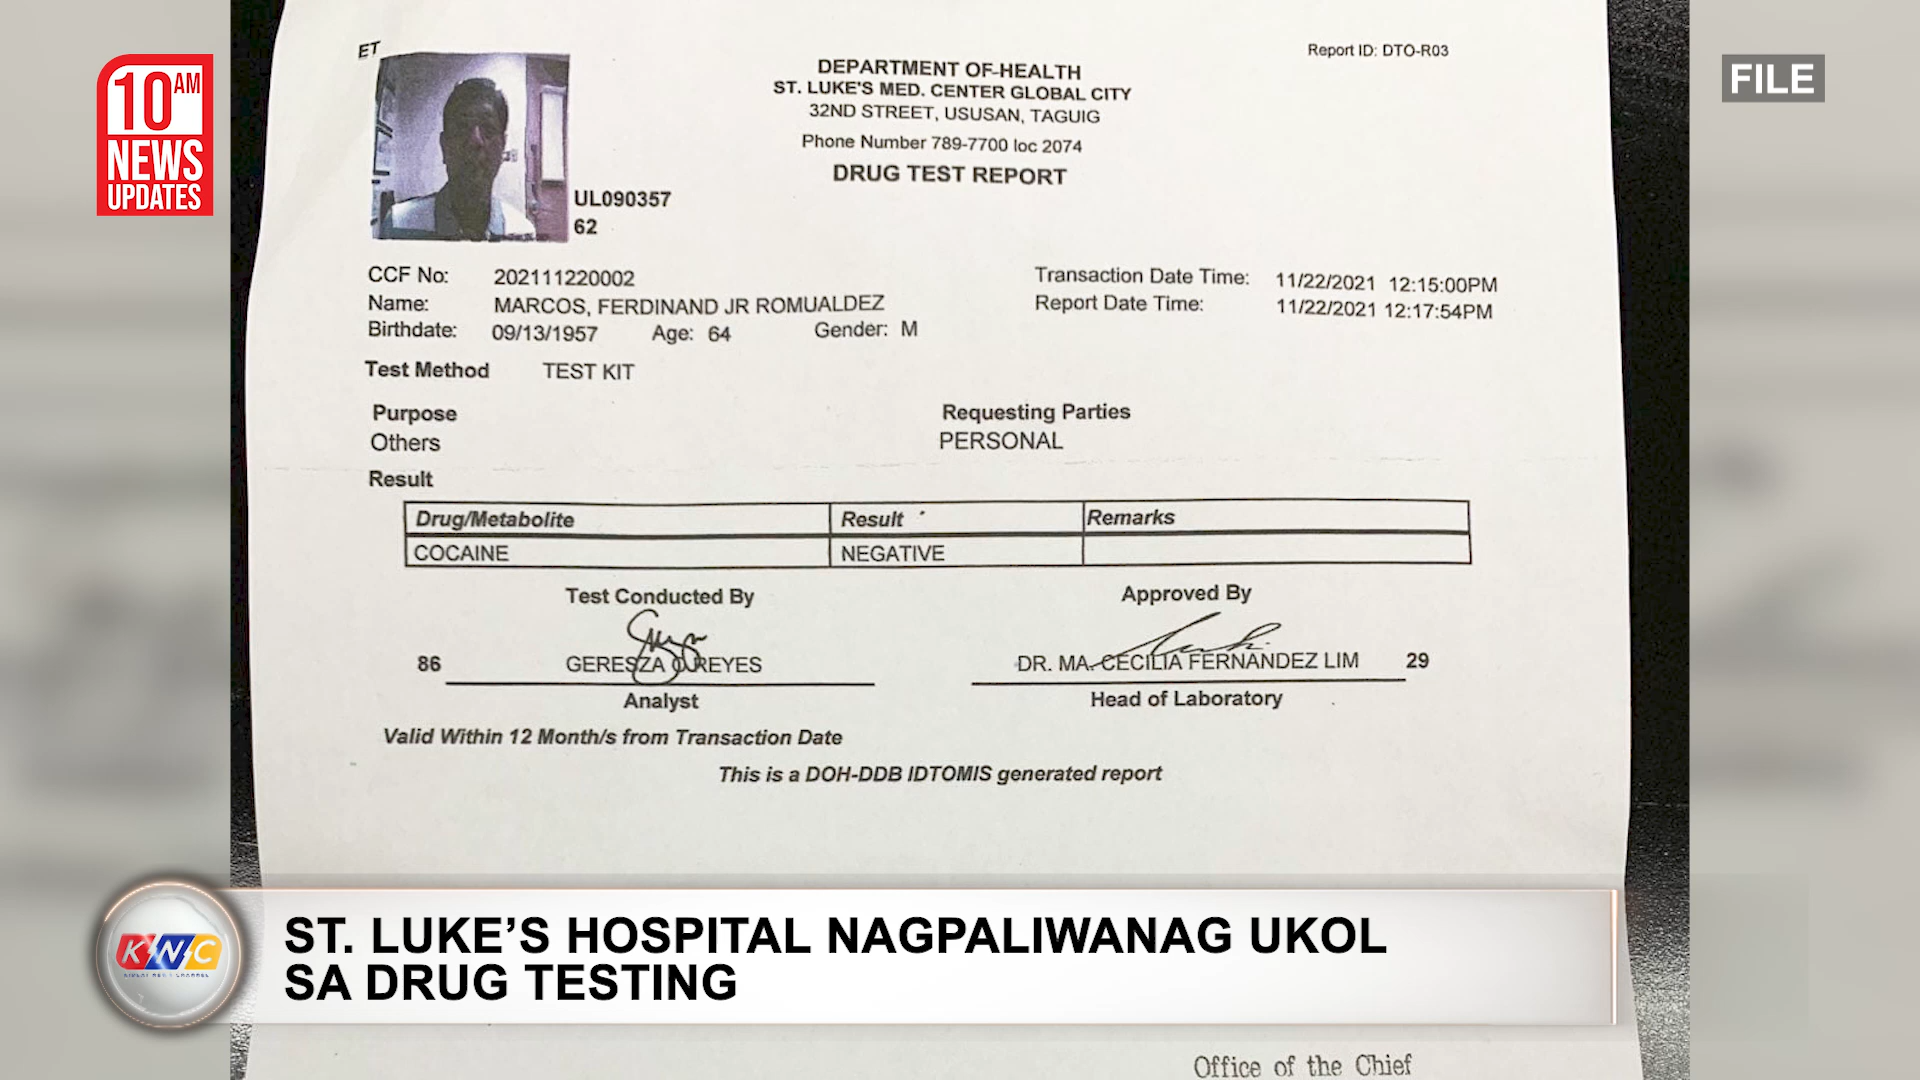 10 AM
NEWS
UPDATES
FILE
ET
Report ID: DTO-R03
DEPARTMENT OF HEALTH
ST. LUKE'S MED. CENTER GLOBAL CITY
32ND STREET, USUSAN, TAGUIG
Phone Number 789-7700 loc 2074
DRUG TEST REPORT
UL090357
62
CCF No: 202111220002 Transaction Date Time: 11/22/2021 12:15:00PM
Name: MARCOS, FERDINAND JR ROMUALDEZ Report Date Time: 11/22/2021 12:17:54PM
Birthdate: 09/13/1957 Age: 64 Gender: M
Test Method TEST KIT
Purpose Requesting Parties
Others PERSONAL
Result
Drug/Metabolite Result Remarks
COCAINE NEGATIVE
Test Conducted By Approved By
86 GERESZA REYES DR. MA. CECILIA FERNANDEZ LIM 29
Analyst Head of Laboratory
Valid Within 12 Month/s from Transaction Date
This is a DOH-DDB IDTOMIS generated report
KNC
ST. LUKE'S HOSPITAL NAGPALIWANAG UKOL
SA DRUG TESTING
Office of the Chief